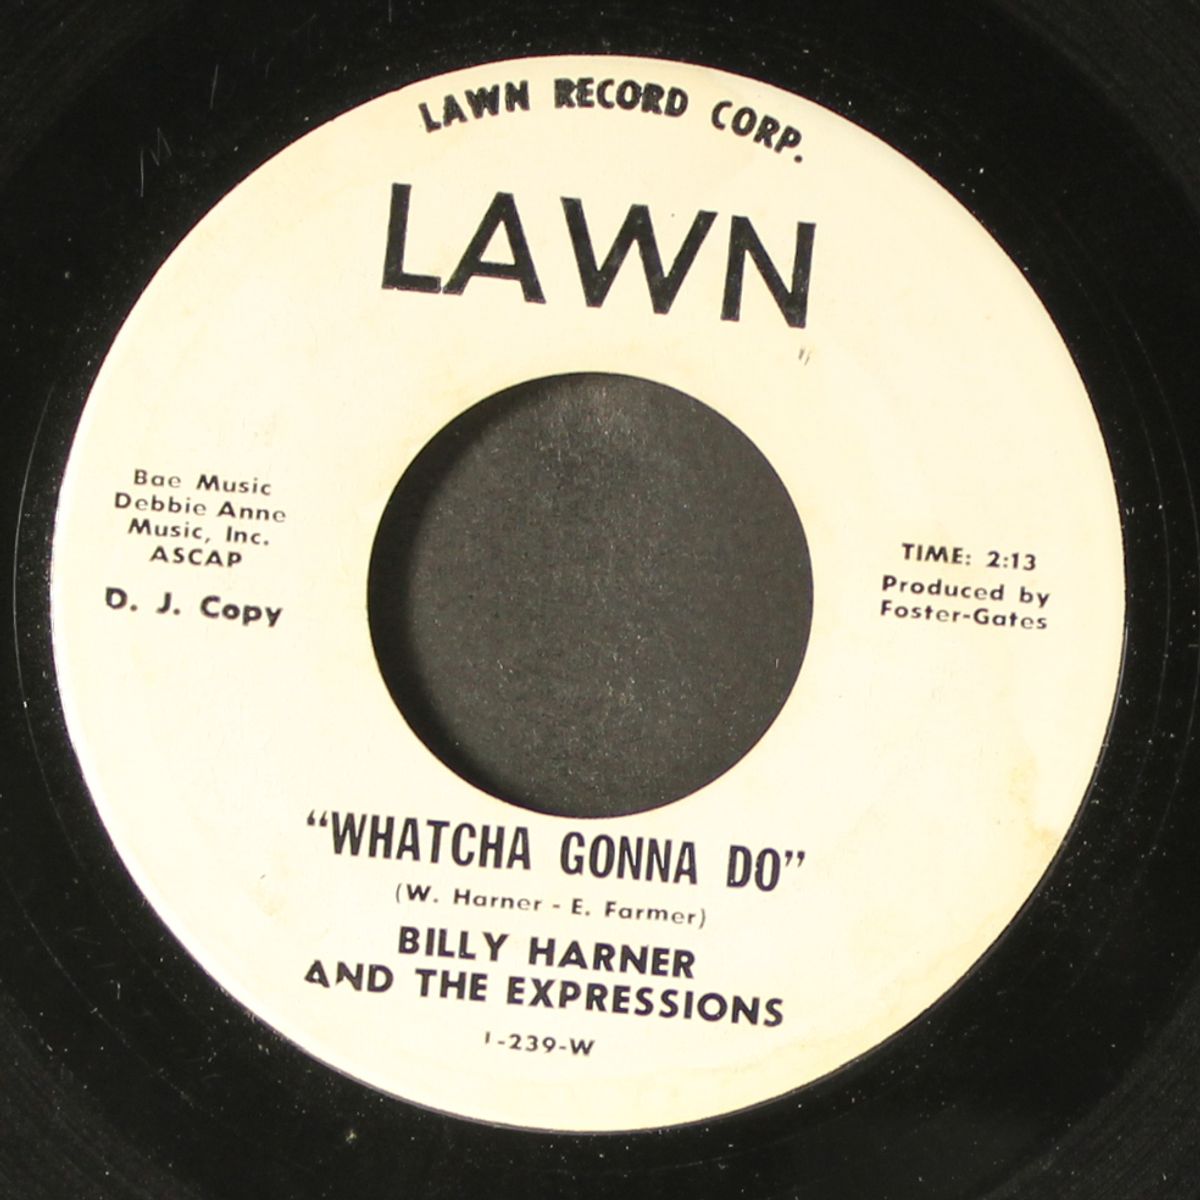 LAWN RECORD CORP.
LAWN
Bae Music
Debbie Anne
Music, Inc.
ASCAP
D. J. Copy
TIME: 2:13
Produced by
Foster-Gates
“WHATCHA GONNA DO”
(W. Harner - E. Farmer)
BILLY HARNER
AND THE EXPRESSIONS
1-239-W